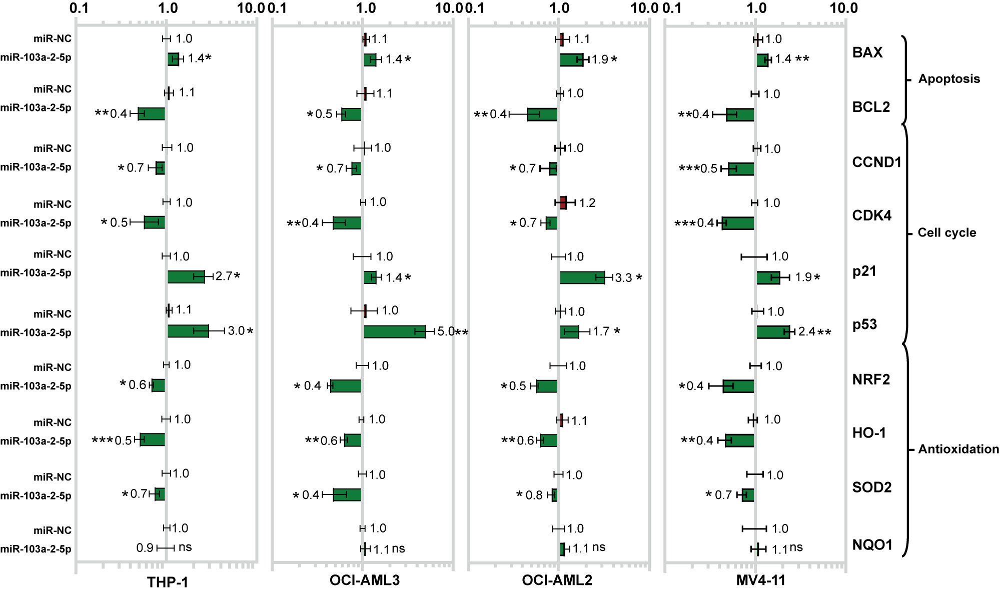 0.1 1.0 10.0 0.1 1.0 10.0 0.1 1.0 10.0 0.1 1.0 10.0
miR-NC 1.0 1.1 1.1 1.0
BAX
miR-103a-2-5p 1.4* 1.4* 1.9* 1.4 **
Apoptosis
miR-NC 1.1 1.1 1.0 1.0
BCL2
miR-103a-2-5p **0.4 *0.5 **0.4 **0.4
miR-NC 1.0 1.0 1.0 1.0
CCND1
miR-103a-2-5p *0.7 * 0.7 * 0.7 ***0.5
miR-NC 1.0 1.0 1.2 1.0
CDK4
miR-103a-2-5p *0.5 **0.4 *0.7 ***0.4
Cell cycle
miR-NC 1.0 1.0 1.0 1.0
p21
miR-103a-2-5p 2.7* 1.4* 3.3 * 1.9*
miR-NC 1.1 1.0 1.0 1.0
p53
miR-103a-2-5p 3.0* 5.0** 1.7 * 2.4**
miR-NC 1.0 1.0 1.0 1.0
NRF2
miR-103a-2-5p *0.6 * 0.4 *0.5 *0.4
miR-NC 1.0 1.0 1.1 1.0
HO-1
miR-103a-2-5p ***0.5 **0.6 **0.6 **0.4
Antioxidation
miR-NC 1.0 1.0 1.0 1.0
SOD2
miR-103a-2-5p *0.7 *0.4 *0.8 * 0.7
miR-NC 1.0 1.0 1.0 1.0
NQO1
miR-103a-2-5p 0.9 ns 1.1 ns 1.1 ns 1.1 ns
THP-1 OCI-AML3 OCI-AML2 MV4-11